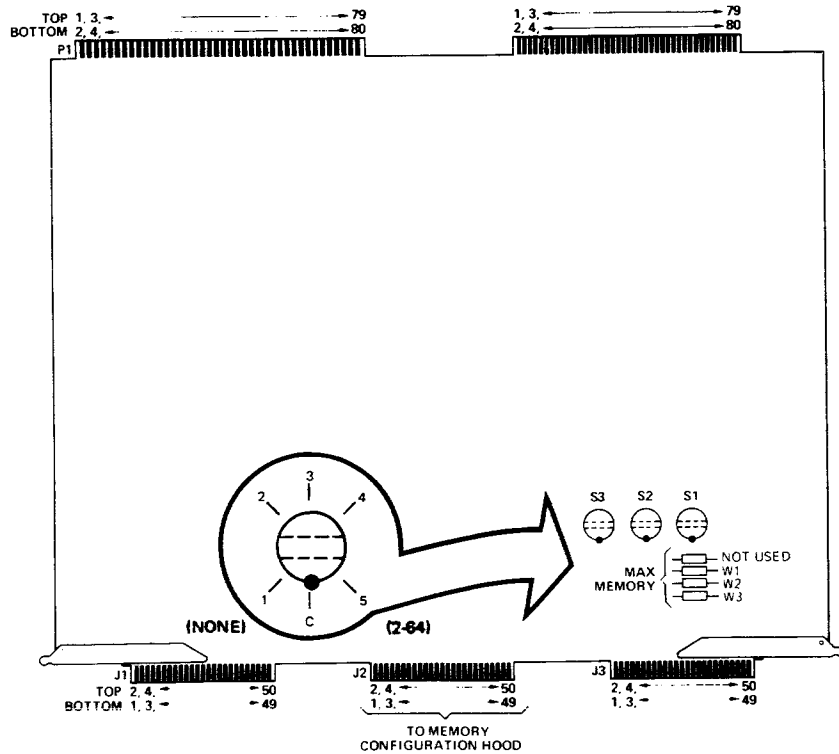 TOP 1, 3, 79
BOTTOM 2, 4, 80
P1
1, 3, 79
2, 4, 80
3
2 4
1 5
C
(NONE) (2-64)
S3 S2 S1
NOT USED
MAX MEMORY
W1
W2
W3
J1
TOP 2, 4, 50
BOTTOM 1, 3, 49
J2
2, 4, 50
1, 3, 49
J3
2, 4, 50
1, 3, 49
TO MEMORY
CONFIGURATION HOOD